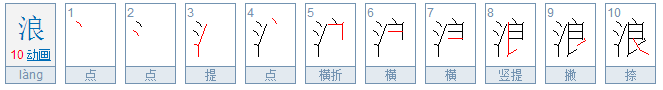 浪 1 2 3 4 5 6 7 8 9 10
10 动画
làng 点 点 提 点 横折 横 横 竖提 撇 捺